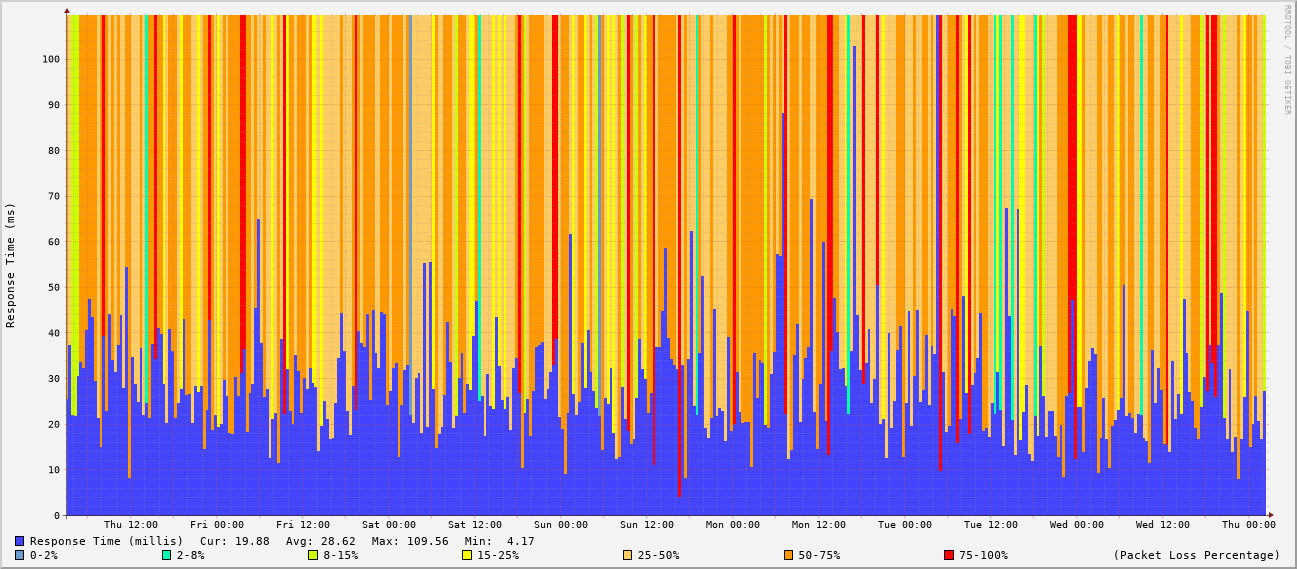 RRDTOOL / TOBI OETIKER
Response Time (ms)
100
90
80
70
60
50
40
30
20
10
0
Thu 12:00 Fri 00:00 Fri 12:00 Sat 00:00 Sat 12:00 Sun 00:00 Sun 12:00 Mon 00:00 Mon 12:00 Tue 00:00 Tue 12:00 Wed 00:00 Wed 12:00 Thu 00:00
Response Time (millis) Cur: 19.88 Avg: 28.62 Max: 109.56 Min: 4.17
0-2% 2-8% 8-15% 15-25% 25-50% 50-75% 75-100% (Packet Loss Percentage)